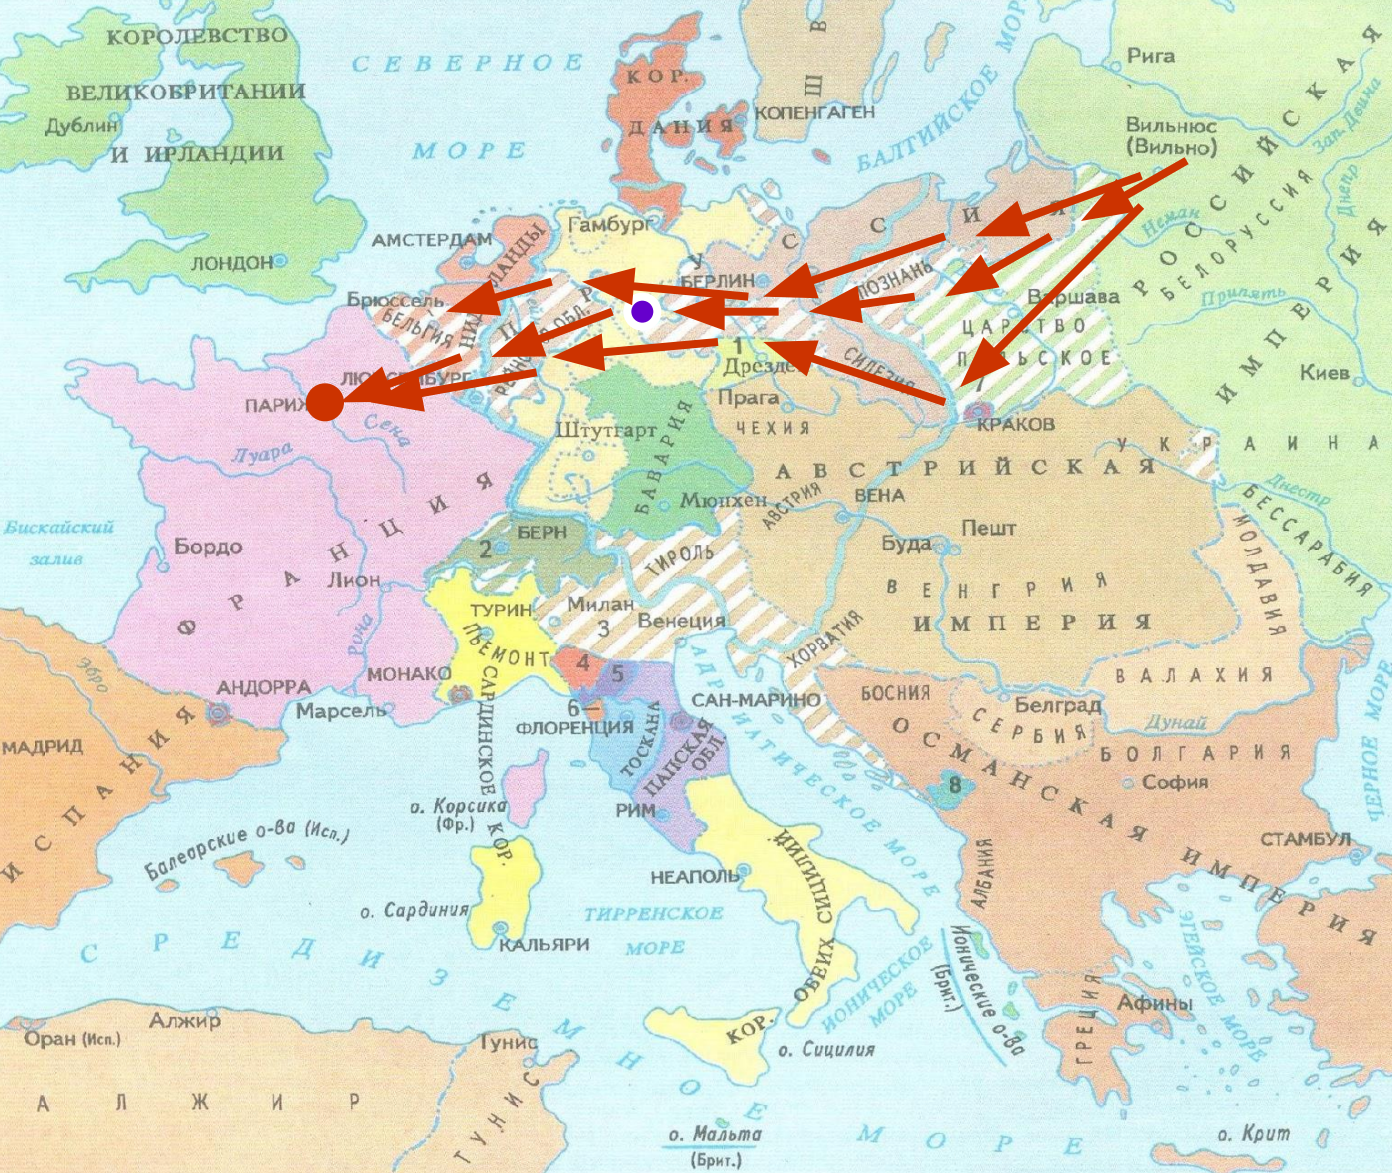 КОРОЛЕВСТВО
ВЕЛИКОБРИТАНИИ
И ИРЛАНДИИ
Дублин
ЛОНДОН
СЕВЕРНОЕ
МОРЕ
КОР.
ДАНИЯ
ШВ
КОПЕНГАГЕН
БАЛТИЙСКОЕ МОР
Рига
Вильнюс
(Вильно)
РОССИЙСКАЯ
ИМПЕРИЯ
БЕЛОРУССИЯ
Зап. Двина
Днепр
Неман
Припять
Киев
УКРАИНА
Днестр
БЕССАРАБИЯ
МОЛДАВИЯ
АМСТЕРДАМ
Гамбург
БЕРЛИН
ПОЗНАНЬ
Варшава
ЦАРСТВО
ПОЛЬСКОЕ
Брюссель
БЕЛЬГИЯ
1
СИЛЕЗИЯ
7
КРАКОВ
Прага
ЧЕХИЯ
Сена
Луара
ФРАНЦИЯ
Штутгарт
БАВАРИЯ
Мюнхен
АВСТРИЙСКАЯ
ИМПЕРИЯ
АВСТРИЯ
ВЕНА
Пешт
Буда
ВЕНГРИЯ
Бискайский
залив
Бордо
Лион
Рона
БЕРН
2
ТИРОЛЬ
ТУРИН
ПЬЕМОНТ
Милан
3
Венеция
ХОРВАТИЯ
МОНАКО
АНДОРРА
Марсель
4
5
6
САН-МАРИНО
ФЛОРЕНЦИЯ
ТОСКАНА
ПАПСКАЯ
ОБЛ.
РИМ
АДРИАТИЧЕСКОЕ МОРЕ
БОСНИЯ
Белград
СЕРБИЯ
ВАЛАХИЯ
Дунай
БОЛГАРИЯ
София
ОСМАНСКАЯ ИМПЕРИЯ
8
АЛБАНИЯ
СТАМБУЛ
ЧЕРНОЕ МОРЕ
Эбро
МАДРИД
ИСПАНИЯ
Балеарские о-ва (Исп.)
о. Корсика
(Фр.)
САРДИНСКОЕ КОР.
о. Сардиния
КАЛЬЯРИ
НЕАПОЛЬ
ТИРРЕНСКОЕ
МОРЕ
КОР.
ОБЕИХ СИЦИЛИЙ
о. Сицилия
ИОНИЧЕСКОЕ
МОРЕ
Ионические о-ва
(Брит.)
ГРЕЦИЯ
Афины
ЭГЕЙСКОЕ МОРЕ
СРЕДИЗЕМНОЕ
МОРЕ
Оран (Исп.)
Алжир
АЛЖИР
Тунис
ТУНИС
о. Мальта
(Брит.)
о. Крит